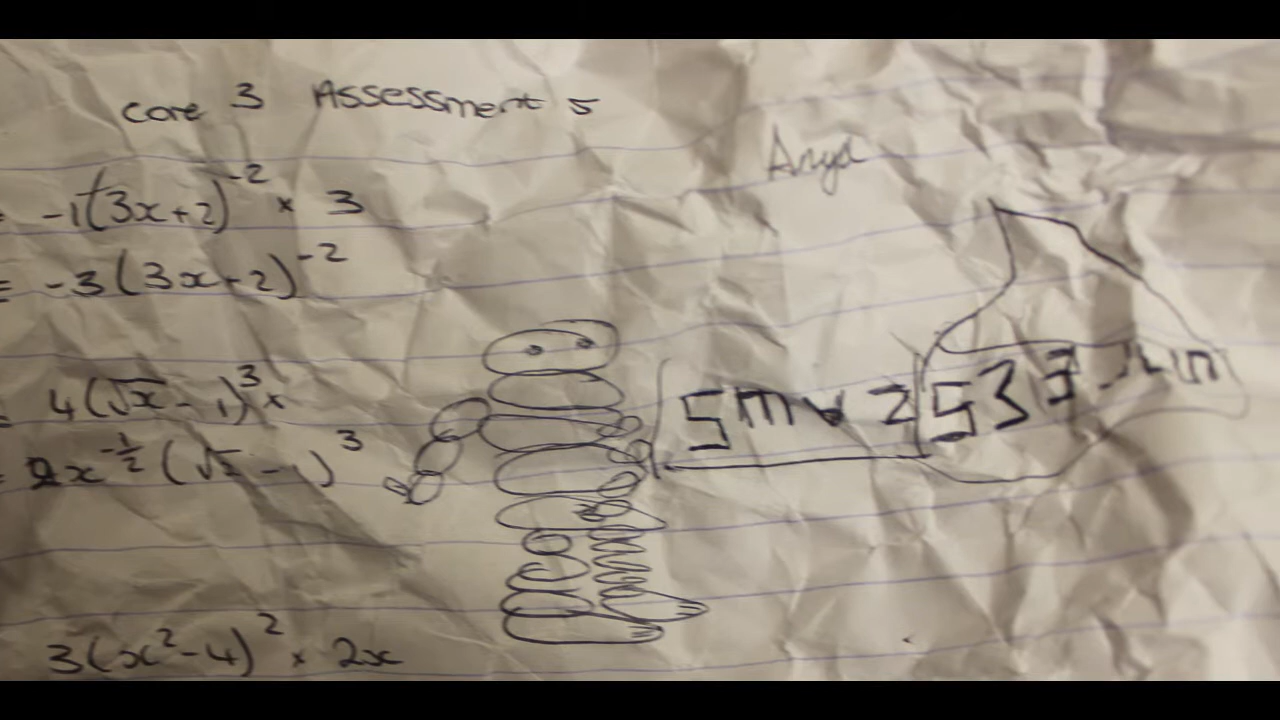 Core 3 Assessment 5
Anya
= -1(3x+2)^-2 × 3
= -3(3x+2)^-2
= 4(√x - 1)^3 ×
= 2x^-1/2 (√x - 1)^3
3(x^2-4)^2 × 2x